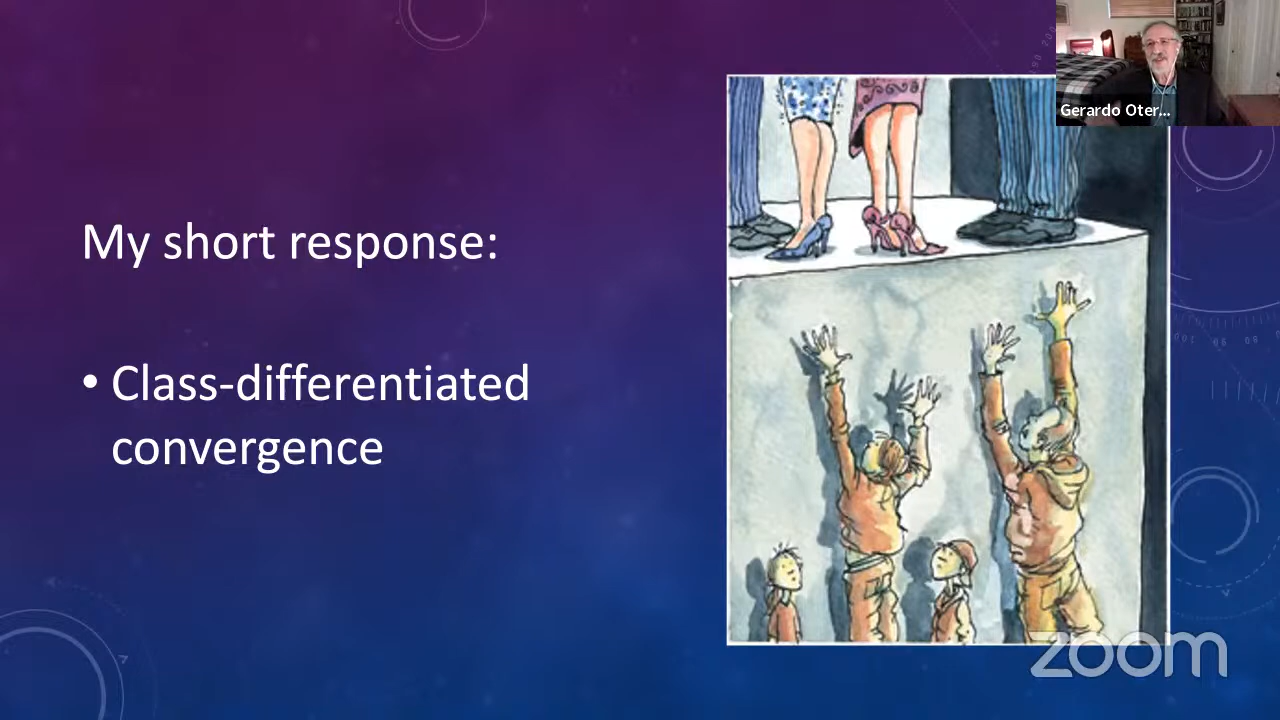 Gerardo Oter...
My short response:
• Class-differentiated
convergence
zoom